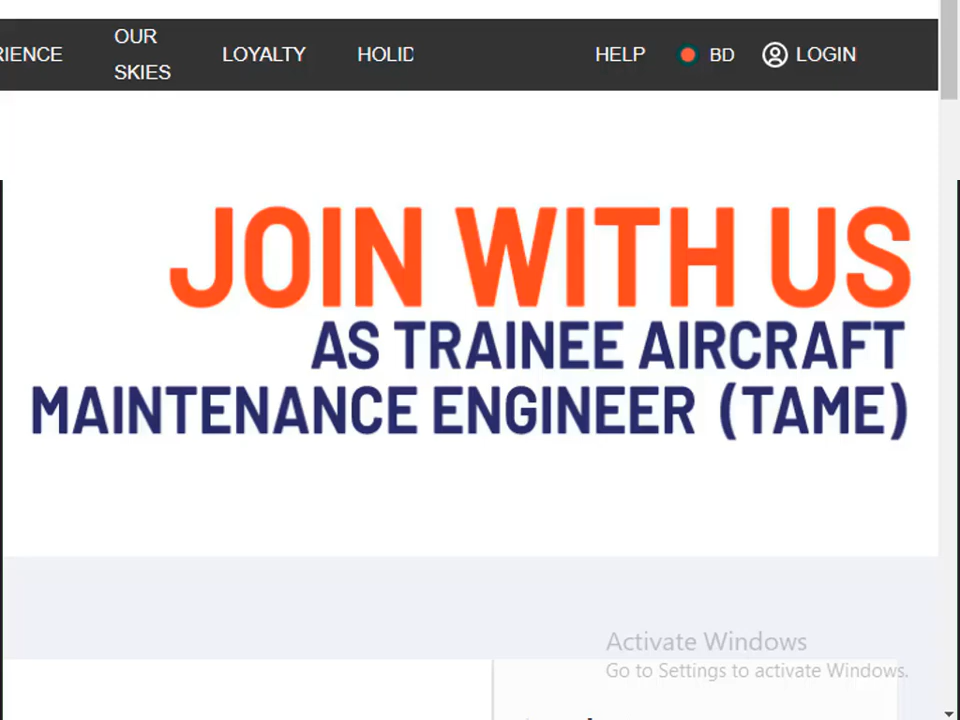 RIENCE
OUR
SKIES
LOYALTY
HOLID
HELP
BD
LOGIN
JOIN WITH US
AS TRAINEE AIRCRAFT
MAINTENANCE ENGINEER (TAME)
Activate Windows
Go to Settings to activate Windows.